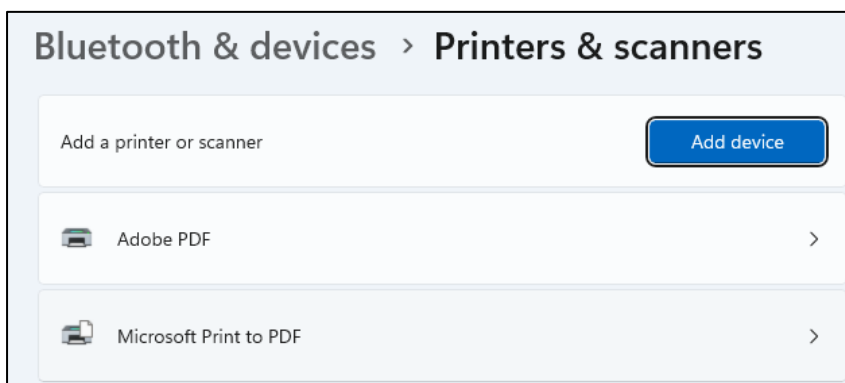 Bluetooth & devices > Printers & scanners
Add a printer or scanner
Add device
Adobe PDF
Microsoft Print to PDF